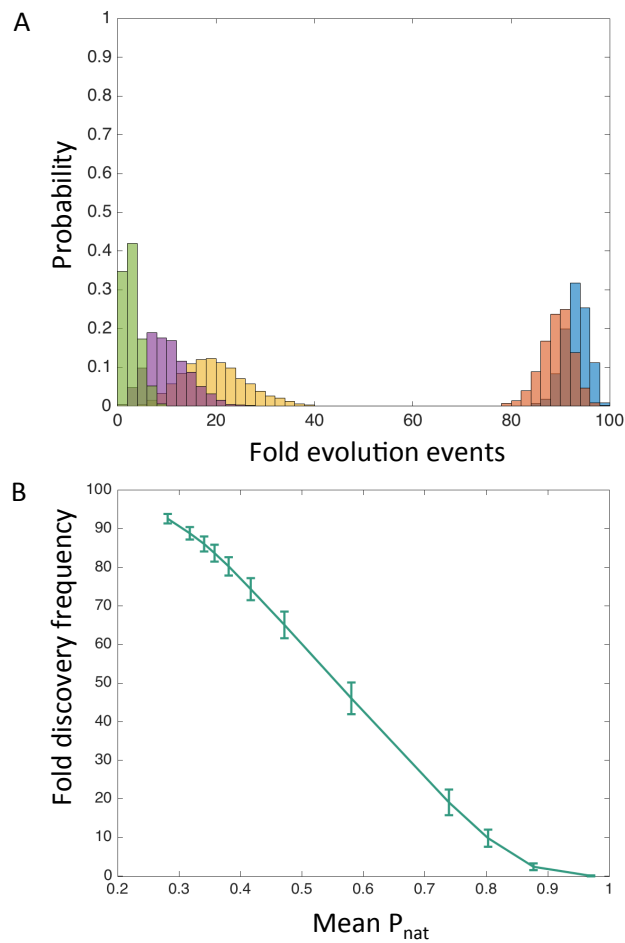 A
1
0.9
0.8
0.7
0.6
0.5
0.4
0.3
0.2
0.1
0
Probability
0 20 40 60 80 100
Fold evolution events
B
100
90
80
70
60
50
40
30
20
10
0
Fold discovery frequency
0.2 0.3 0.4 0.5 0.6 0.7 0.8 0.9 1
Mean Pnat